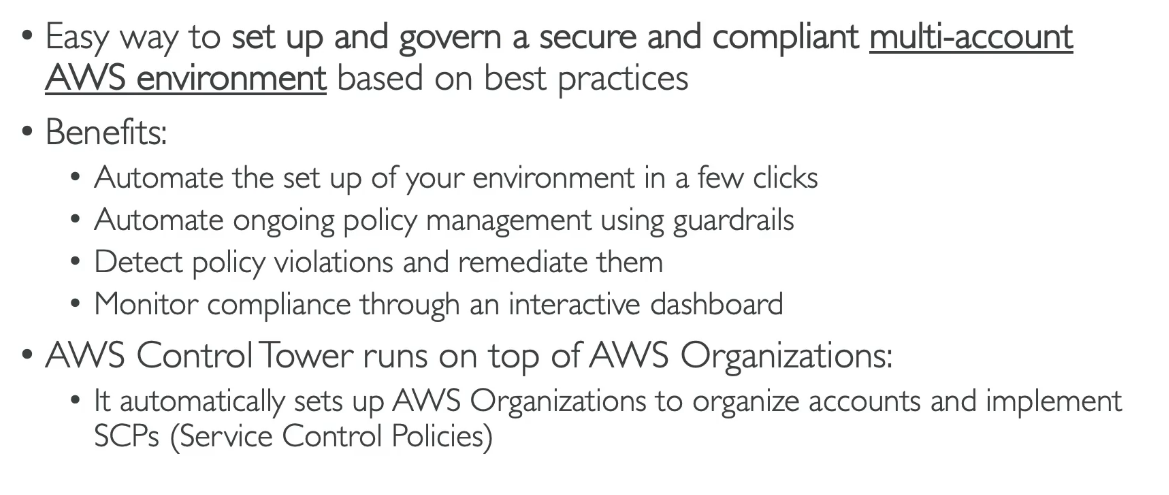 • Easy way to set up and govern a secure and compliant multi-account
AWS environment based on best practices
• Benefits:
• Automate the set up of your environment in a few clicks
• Automate ongoing policy management using guardrails
• Detect policy violations and remediate them
• Monitor compliance through an interactive dashboard
• AWS Control Tower runs on top of AWS Organizations:
• It automatically sets up AWS Organizations to organize accounts and implement
SCPs (Service Control Policies)